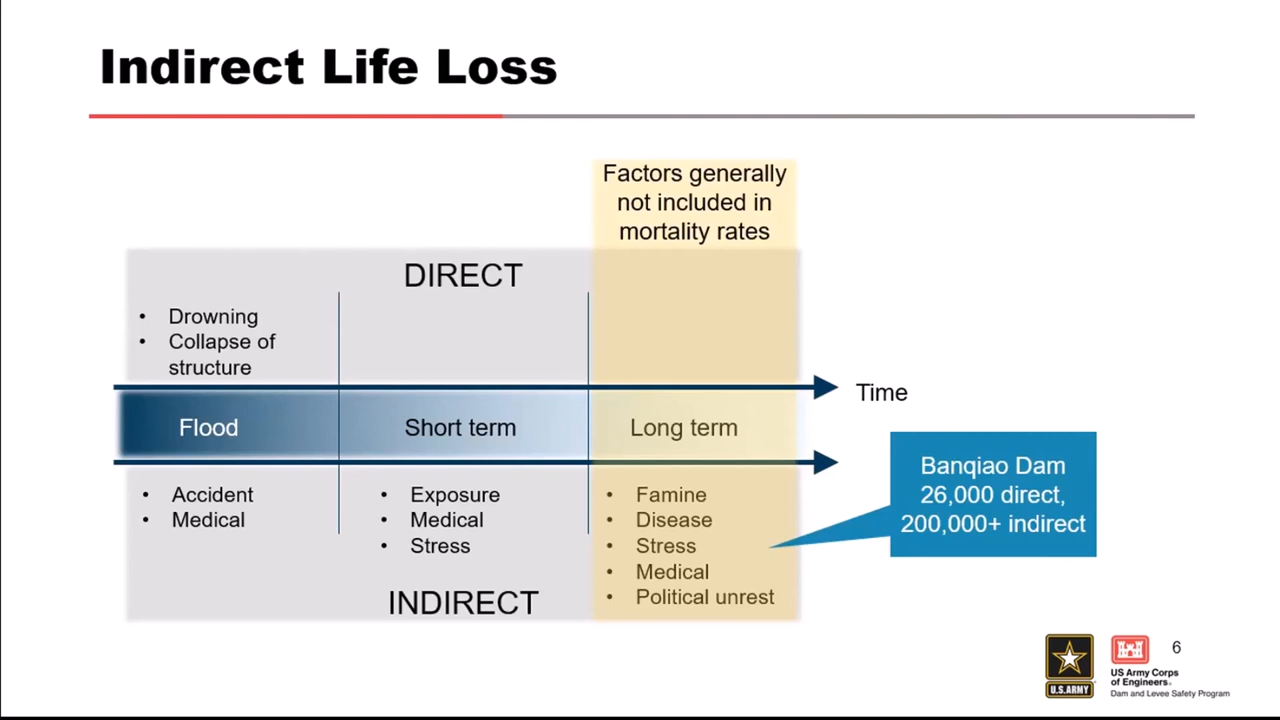 Indirect Life Loss
Factors generally
not included in
mortality rates
DIRECT
• Drowning
• Collapse of
structure
Time
Flood
Short term
Long term
• Accident
• Medical
• Exposure
• Medical
• Stress
• Famine
• Disease
• Stress
• Medical
• Political unrest
INDIRECT
Banqiao Dam
26,000 direct,
200,000+ indirect
U.S.ARMY
US Army Corps
of Engineers®
Dam and Levee Safety Program
6